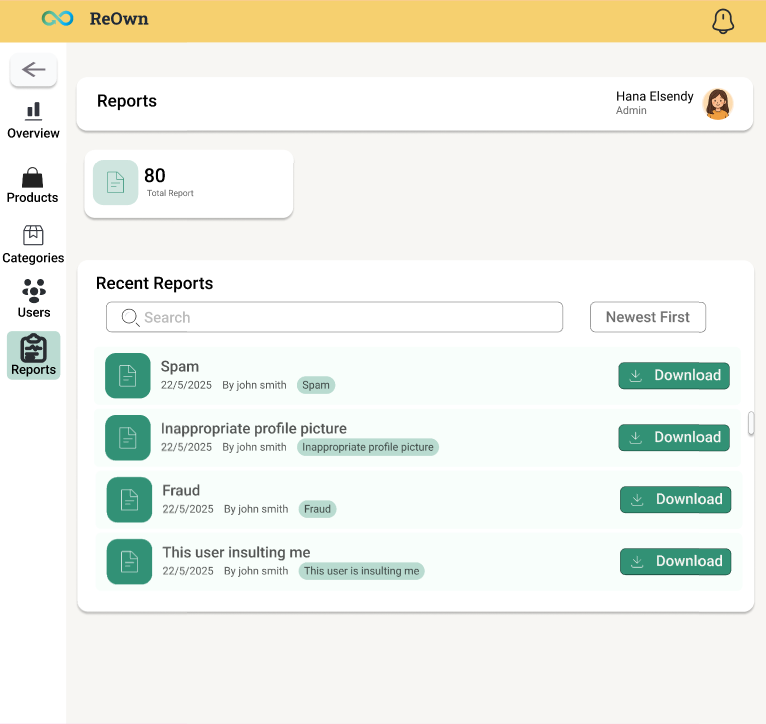 ReOwn
Overview
Products
Categories
Users
Reports
Reports
Hana Elsendy
Admin
80
Total Report
Recent Reports
Search
Newest First
Spam
22/5/2025 By john smith Spam
Download
Inappropriate profile picture
22/5/2025 By john smith Inappropriate profile picture
Download
Fraud
22/5/2025 By john smith Fraud
Download
This user insulting me
22/5/2025 By john smith This user is insulting me
Download